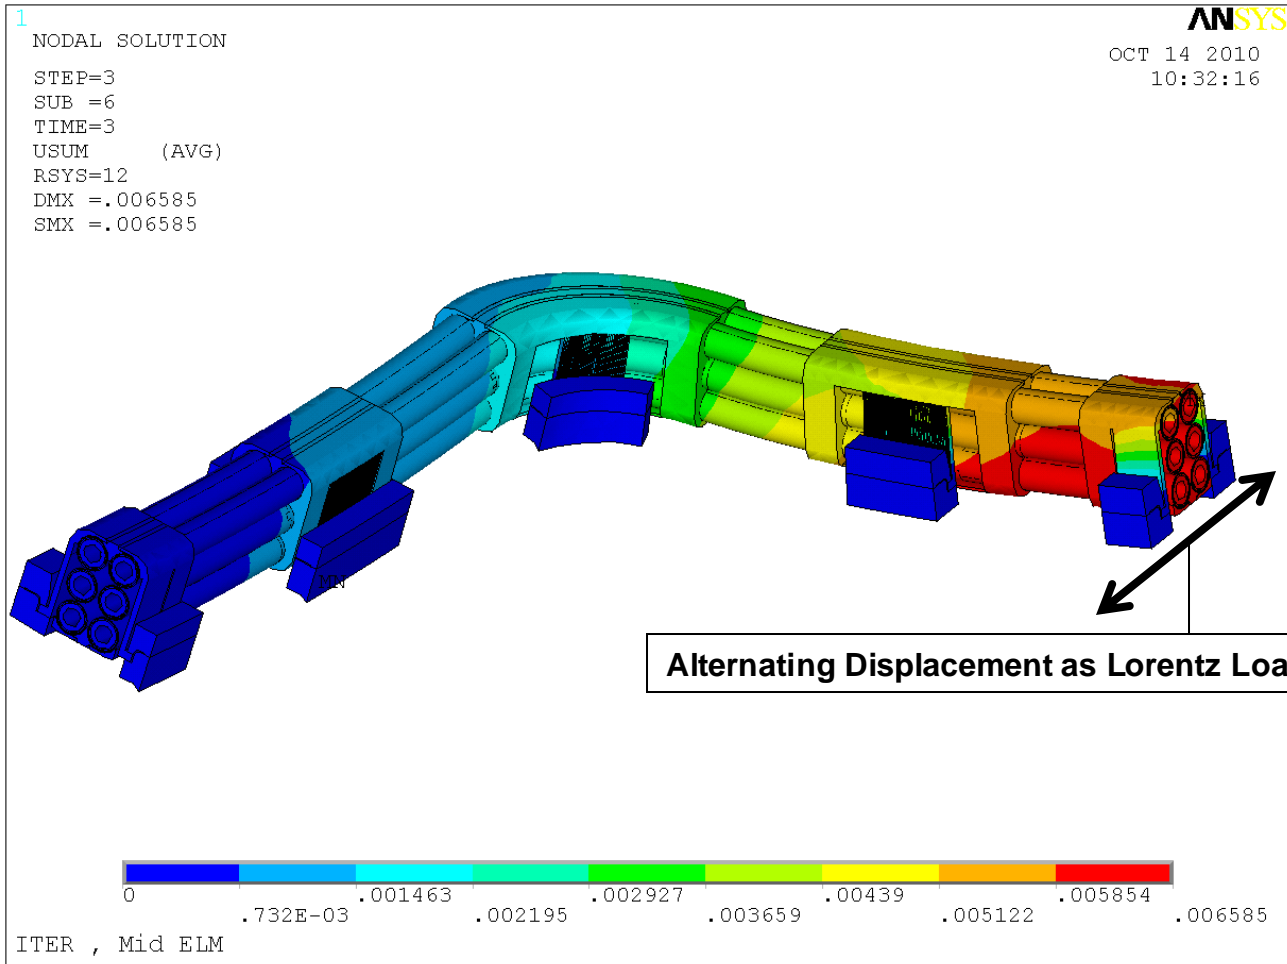 1
NODAL SOLUTION
STEP=3
SUB =6
TIME=3
USUM (AVG)
RSYS=12
DMX =.006585
SMX =.006585
ANSYS
OCT 14 2010
10:32:16
MN
Alternating Displacement as Lorentz Loa
0 .001463 .002927 .00439 .005854
.732E-03 .002195 .003659 .005122 .006585
ITER , Mid ELM